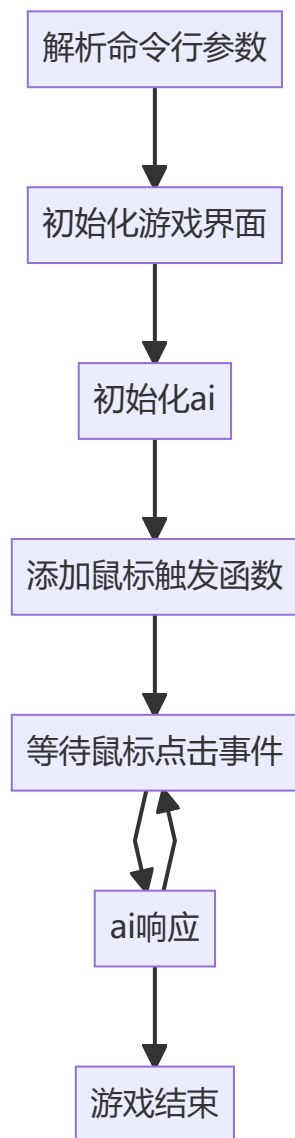 解析命令行参数
初始化游戏界面
初始化ai
添加鼠标触发函数
等待鼠标点击事件
ai响应
游戏结束